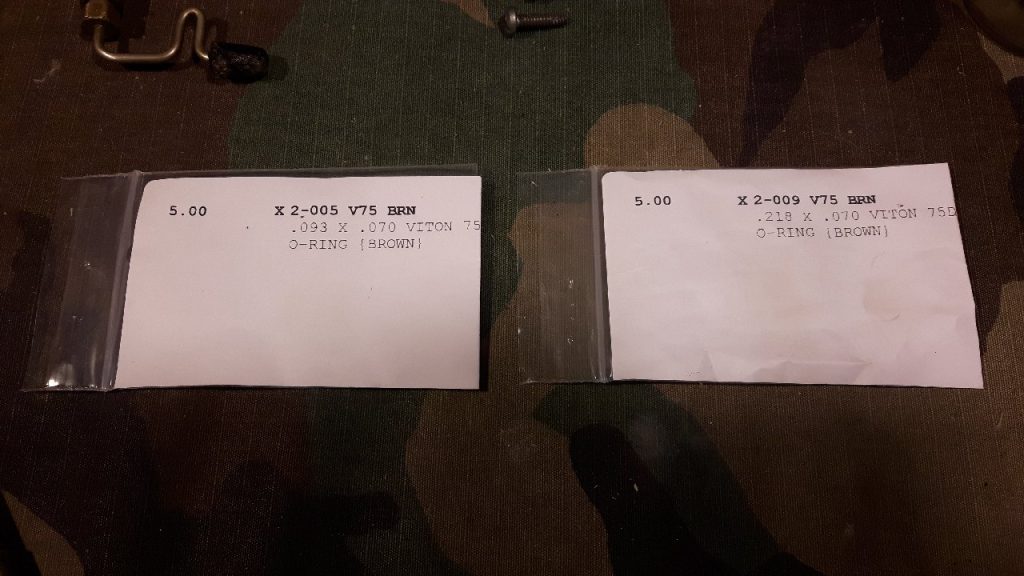 5.00 X 2-005 V75 BRN
.093 X .070 VITON 75
O-RING {BROWN}
5.00 X 2-009 V75 BRN
.218 X .070 VITON 75D
O-RING {BROWN}